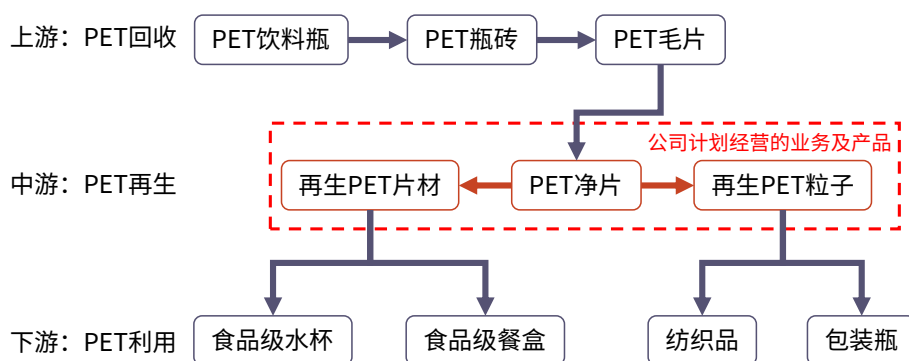 上游：PET回收
PET饮料瓶
PET瓶砖
PET毛片
公司计划经营的业务及产品
中游：PET再生
再生PET片材
PET净片
再生PET粒子
下游：PET利用
食品级水杯
食品级餐盒
纺织品
包装瓶